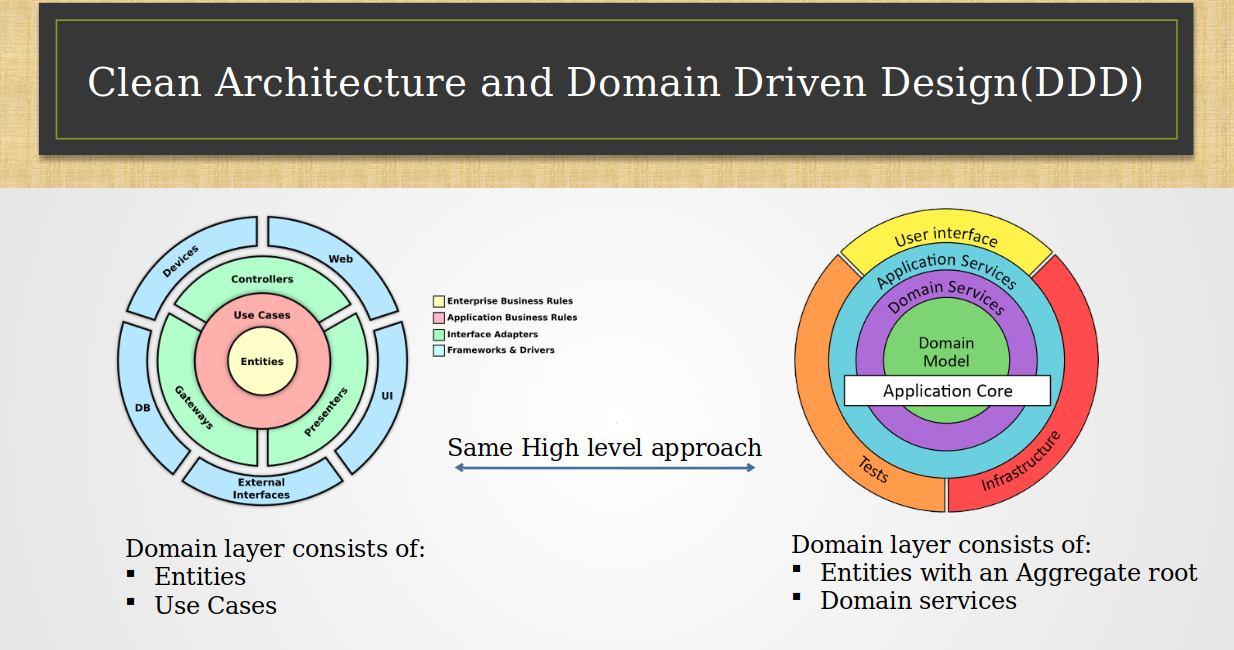 Clean Architecture and Domain Driven Design(DDD)
Devices
Web
Controllers
Use Cases
Entities
Gateways
Presenters
DB
UI
External
Interfaces
Enterprise Business Rules
Application Business Rules
Interface Adapters
Frameworks & Drivers
Same High level approach
User interface
Application Services
Domain Services
Domain
Model
Application Core
Tests
Infrastructure
Domain layer consists of:
▪ Entities
▪ Use Cases
Domain layer consists of:
▪ Entities with an Aggregate root
▪ Domain services